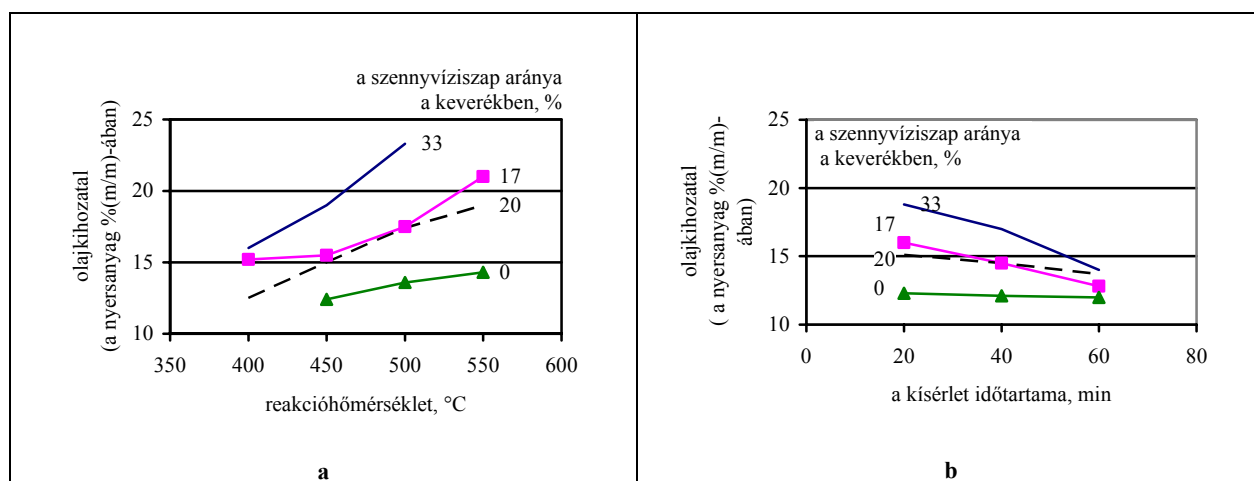 a szennyvíziszap aránya
a keverékben, %
olajkihozatal
(a nyersanyag %(m/m)-ában)
25
20
15
10
33
17
20
0
350 400 450 500 550 600
reakcióhőmérséklet, °C
a
a szennyvíziszap aránya
a keverékben, %
olajkihozatal
( a nyersanyag %(m/m)-
ában)
25
20
15
10
33
17
20
0
0 20 40 60 80
a kísérlet időtartama, min
b